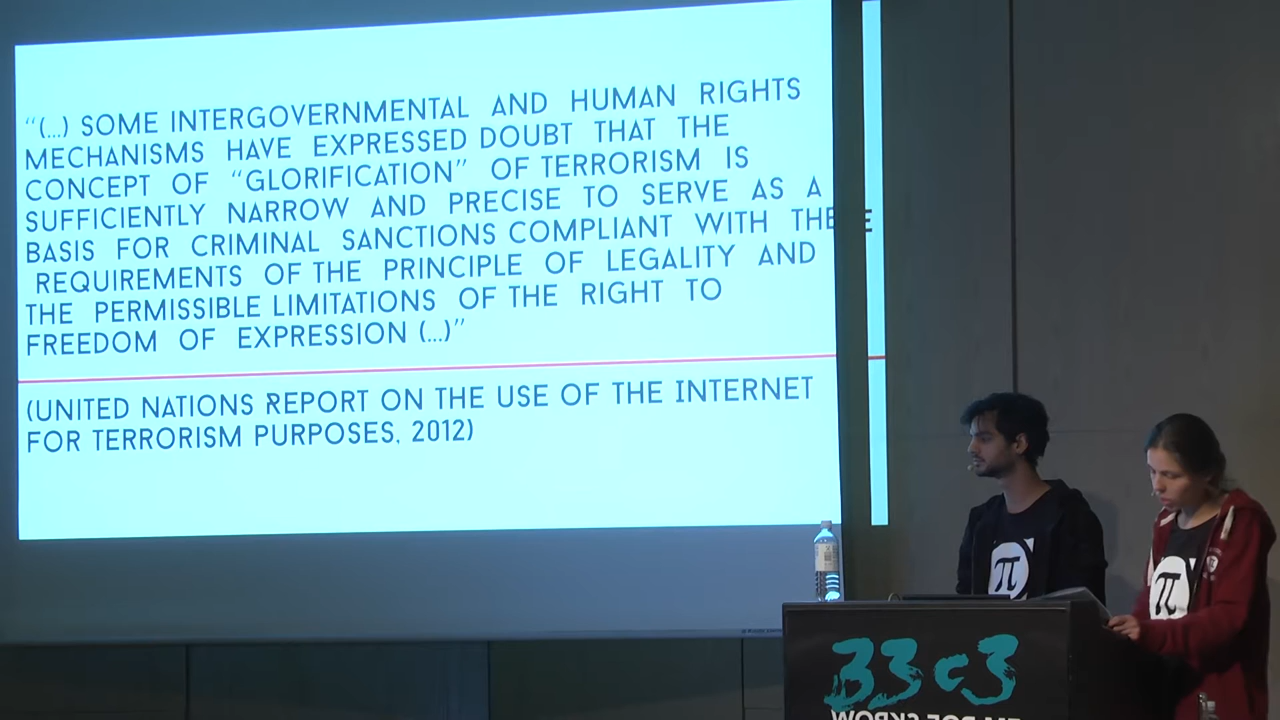 “(...) SOME INTERGOVERNMENTAL AND HUMAN RIGHTS
MECHANISMS HAVE EXPRESSED DOUBT THAT THE
CONCEPT OF “GLORIFICATION” OF TERRORISM IS
SUFFICIENTLY NARROW AND PRECISE TO SERVE AS A
BASIS FOR CRIMINAL SANCTIONS COMPLIANT WITH THE
REQUIREMENTS OF THE PRINCIPLE OF LEGALITY AND
THE PERMISSIBLE LIMITATIONS OF THE RIGHT TO
FREEDOM OF EXPRESSION (...)”
(UNITED NATIONS REPORT ON THE USE OF THE INTERNET
FOR TERRORISM PURPOSES, 2012)
π
π
33c3
WORKS FOR ME